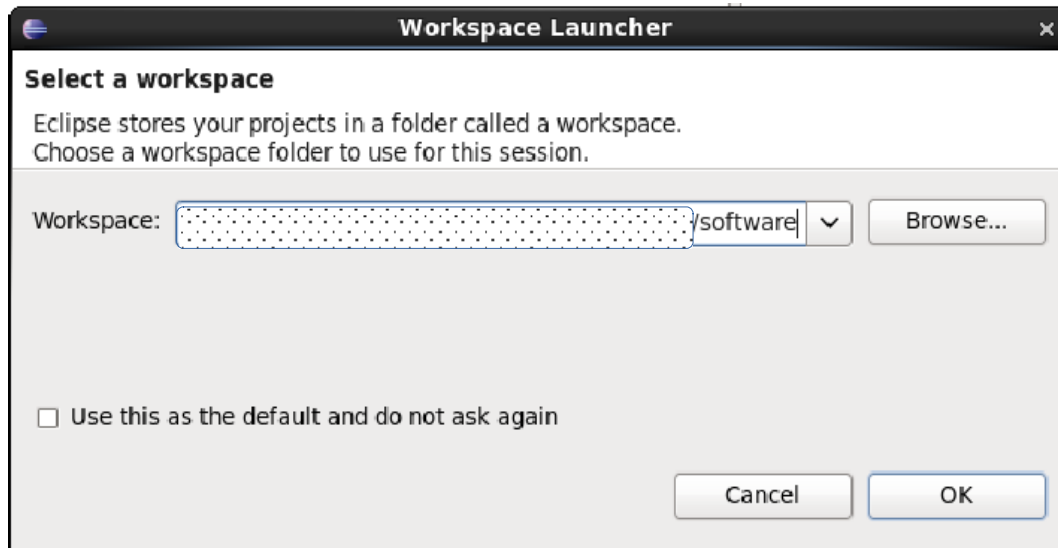 Workspace Launcher
Select a workspace
Eclipse stores your projects in a folder called a workspace.
Choose a workspace folder to use for this session.
Workspace: /software Browse...
Use this as the default and do not ask again
Cancel OK